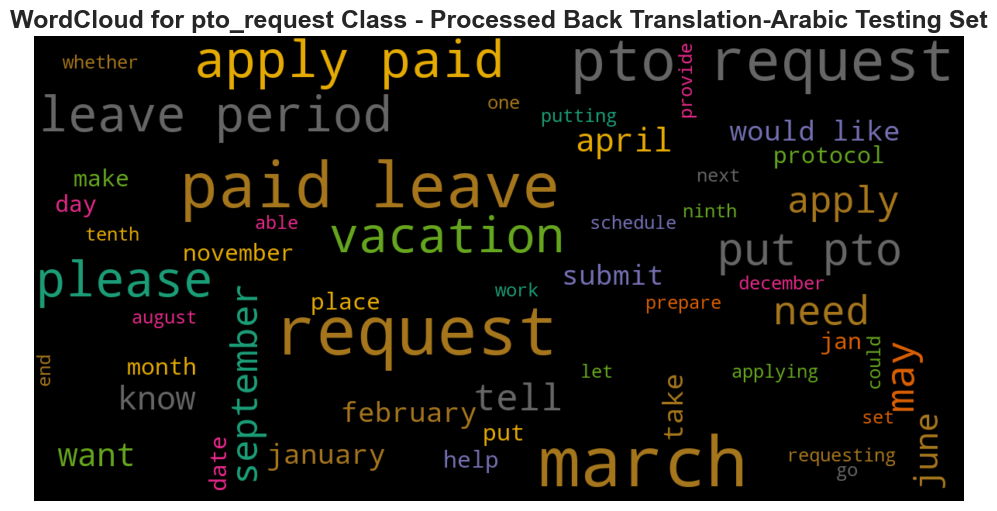 WordCloud for pto_request Class - Processed Back Translation-Arabic Testing Set
whether
apply paid
pto request
provide
leave period
one
putting
april
would like
protocol
make
paid leave
next
day
apply
able
vacation
schedule
ninth
tenth
november
put pto
please
submit
december
september
place
work
prepare
need
august
request
jan
end
month
let
applying
could
may
know
february
tell
take
set
want
date
january
put
help
march
requesting
go
june